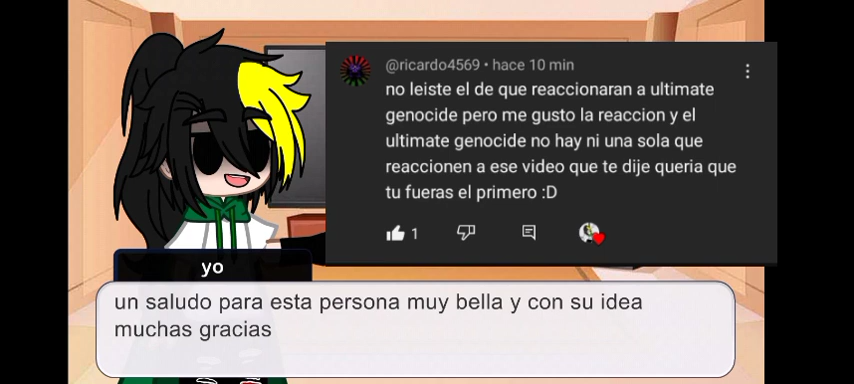 @ricardo4569 • hace 10 min
no leiste el de que reaccionaran a ultimate
genocide pero me gusto la reaccion y el
ultimate genocide no hay ni una sola que
reaccionen a ese video que te dije queria que
tu fueras el primero :D
1
yo
un saludo para esta persona muy bella y con su idea
muchas gracias